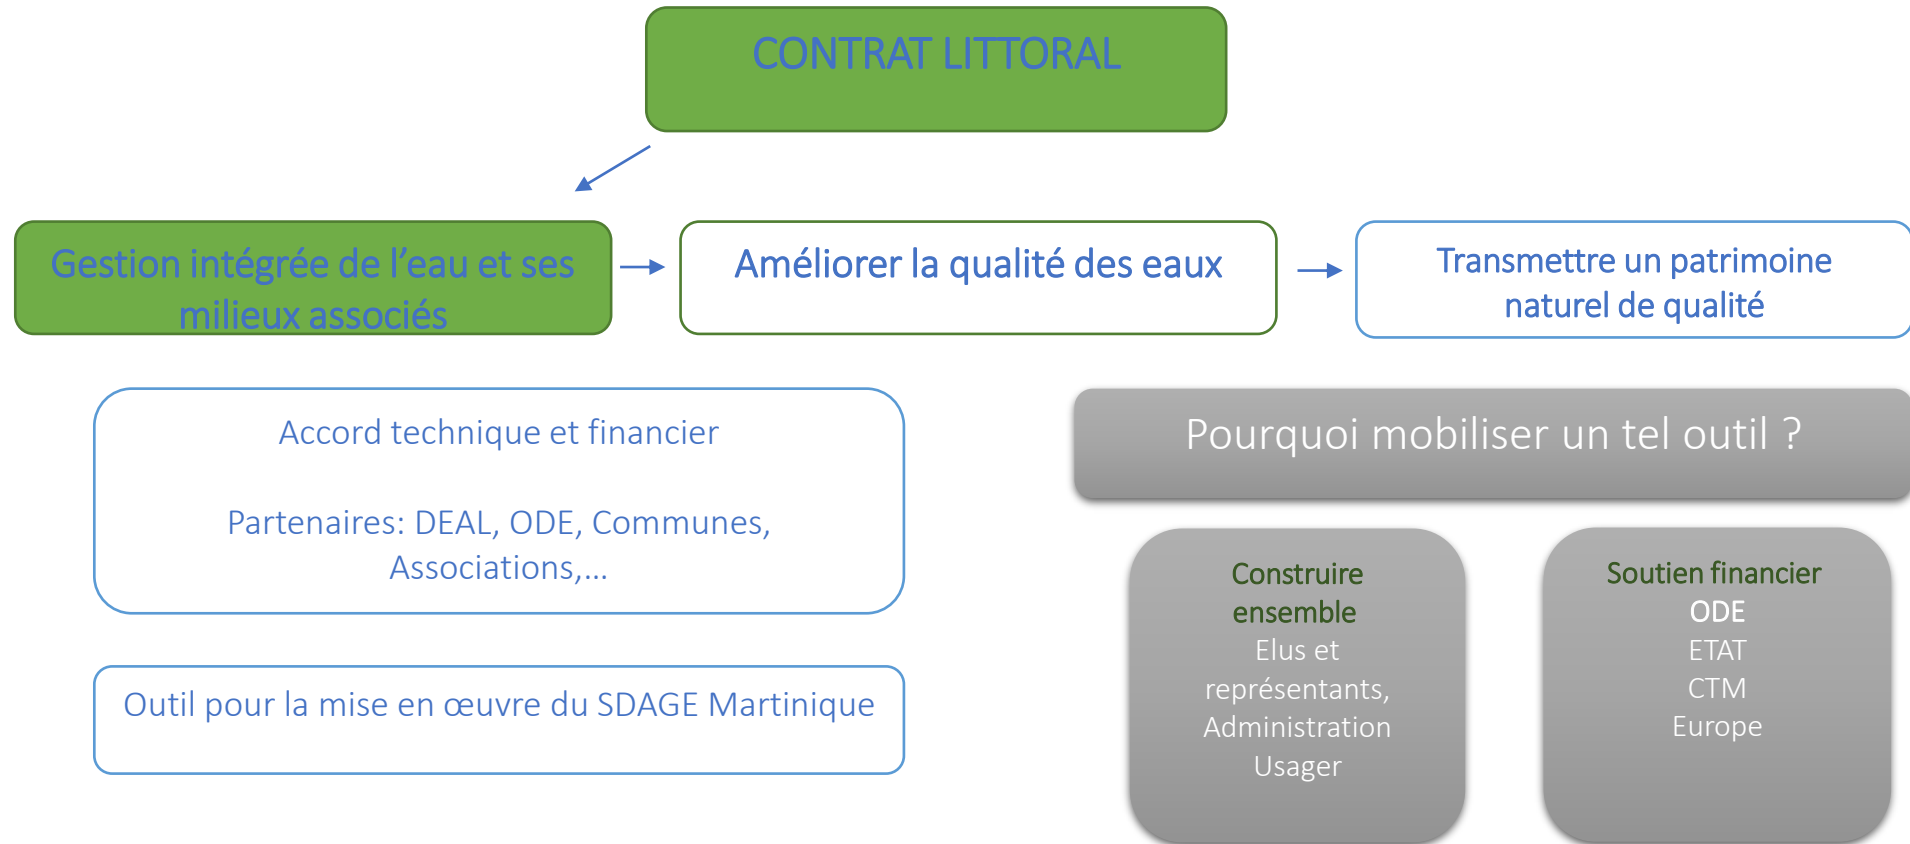 CONTRAT LITTORAL
Gestion intégrée de l’eau et ses
milieux associés
Améliorer la qualité des eaux
Transmettre un patrimoine
naturel de qualité
Accord technique et financier
Partenaires: DEAL, ODE, Communes,
Associations,…
Outil pour la mise en œuvre du SDAGE Martinique
Pourquoi mobiliser un tel outil ?
Construire
ensemble
Elus et
représentants,
Administration
Usager
Soutien financier
ODE
ETAT
CTM
Europe